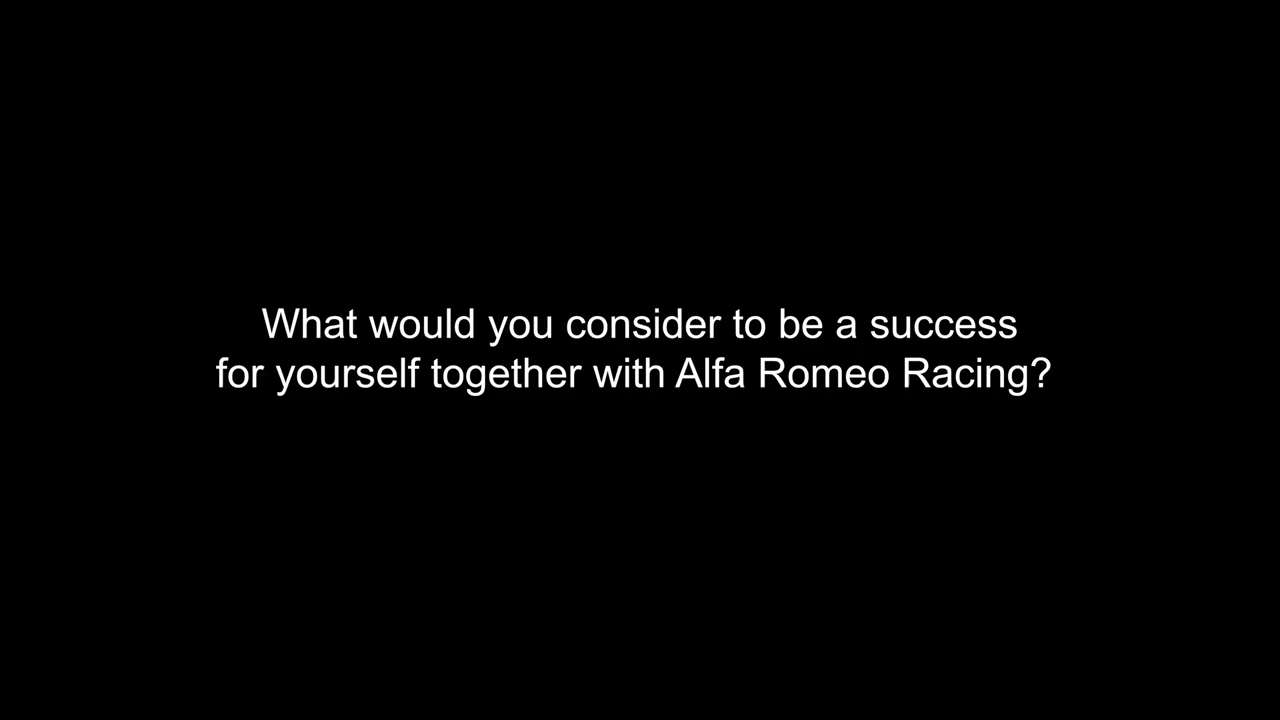 What would you consider to be a success
for yourself together with Alfa Romeo Racing?